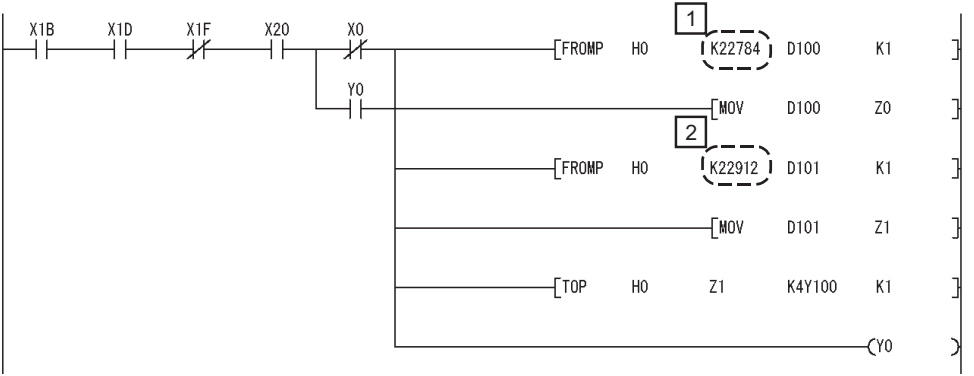 1
X1B X1D X1F X20 X0
[FROMP H0 K22784 D100 K1 ]
Y0
[MOV D100 Z0 ]
2
[FROMP H0 K22912 D101 K1 ]
[MOV D101 Z1 ]
[TOP H0 Z1 K4Y100 K1 ]
(Y0 )